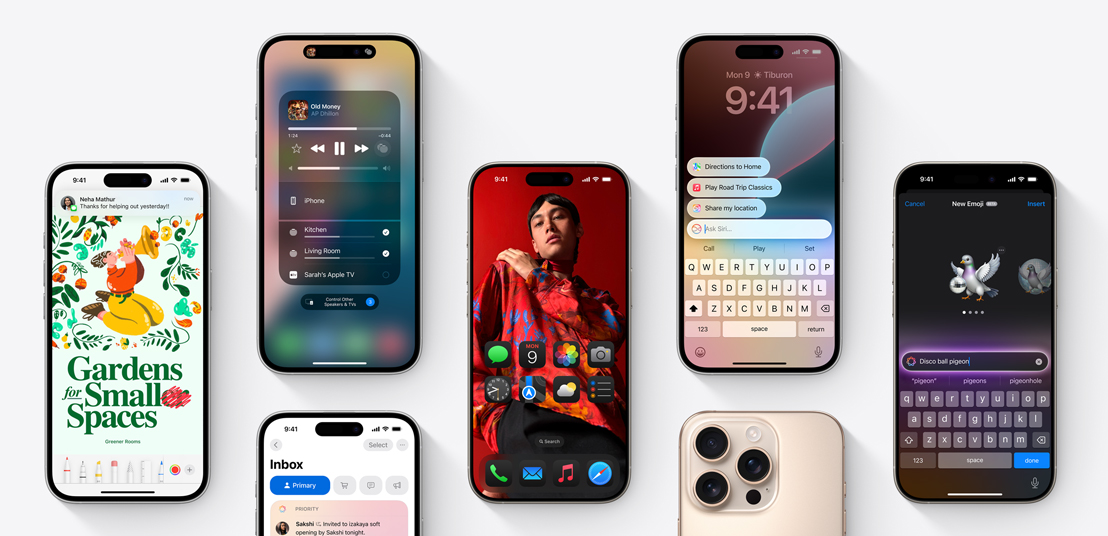 9:41
Neha Mathur
now
Thanks for helping out yesterday!!
Gardens
for Small
Spaces
Greener Rooms
Old Money
AP Dhillon
1:24
-0:44
iPhone
Kitchen
Living Room
Sarah's Apple TV
Control Other
Speakers & TVs
9:41
Select
Inbox
Primary
PRIORITY
Sakshi Invited to izakaya soft
opening by Sakshi tonight.
9:41
MON
9
Search
Mon 9 Tiburon
9:41
Directions to Home
Play Road Trip Classics
Share my location
Ask Siri...
Call Play Set
Q W E R T Y U I O P
A S D F G H J K L
Z X C V B N M
123 space return
9:41
Cancel New Emoji Insert
Disco ball pigeon
"pigeon" pigeons pigeonhole
q w e r t y u i o p
a s d f g h j k l
z x c v b n m
123 space done